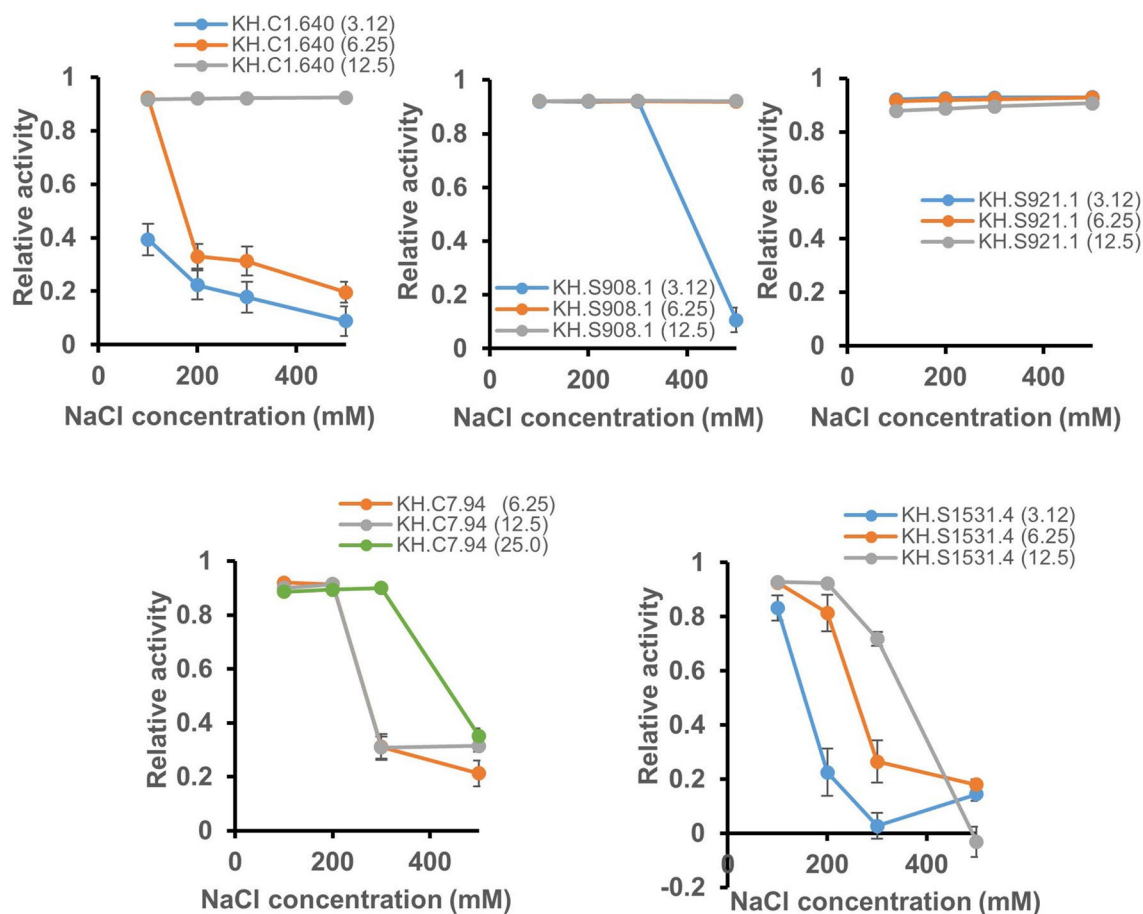 KH.C1.640 (3.12)
KH.C1.640 (6.25)
KH.C1.640 (12.5)
Relative activity
1
0.8
0.6
0.4
0.2
0
0 200 400
NaCl concentration (mM)
Relative activity
1
0.8
0.6
0.4
0.2
0
KH.S908.1 (3.12)
KH.S908.1 (6.25)
KH.S908.1 (12.5)
0 200 400
NaCl concentration (mM)
Relative activity
1
0.8
0.6
0.4
0.2
0
KH.S921.1 (3.12)
KH.S921.1 (6.25)
KH.S921.1 (12.5)
0 200 400
NaCl concentration (mM)
KH.C7.94 (6.25)
KH.C7.94 (12.5)
KH.C7.94 (25.0)
Relative activity
1
0.8
0.6
0.4
0.2
0
0 200 400
NaCl concentration (mM)
KH.S1531.4 (3.12)
KH.S1531.4 (6.25)
KH.S1531.4 (12.5)
Relative activity
1
0.8
0.6
0.4
0.2
0
-0.2
0 200 400
NaCl concentration (mM)